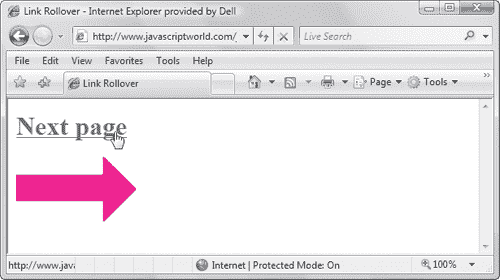 Link Rollover - Internet Explorer provided by Dell
http://www.javascriptworld.com/
Live Search
File Edit View Favorites Tools Help
Link Rollover
Page Tools
Next page
http://www.java
Internet | Protected Mode: On
100%